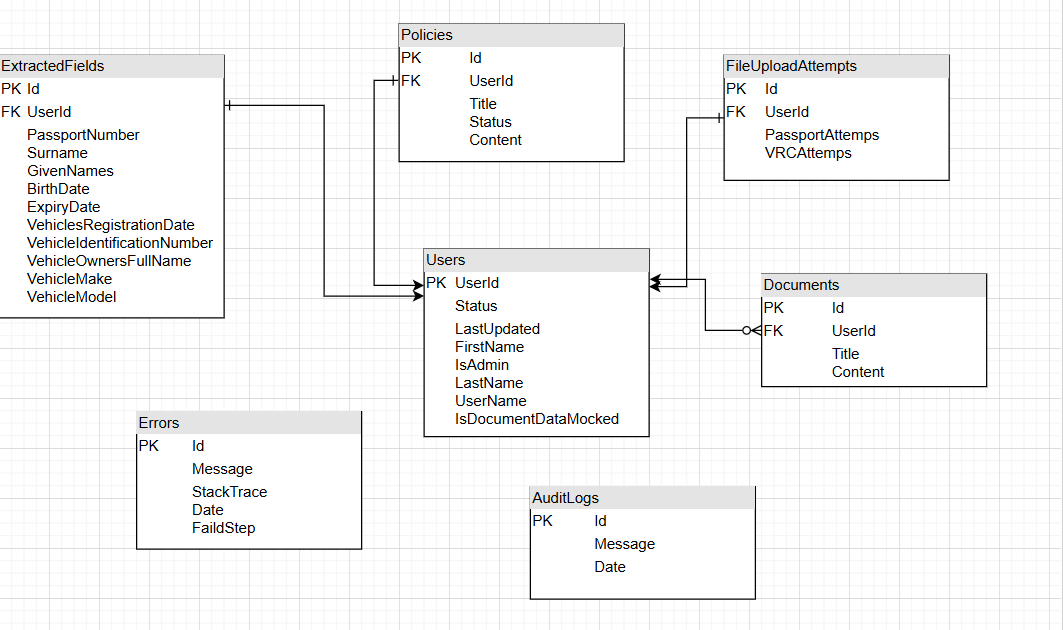 ExtractedFields
PK Id
FK UserId
PassportNumber
Surname
GivenNames
BirthDate
ExpiryDate
VehiclesRegistrationDate
VehicleIdentificationNumber
VehicleOwnersFullName
VehicleMake
VehicleModel
Policies
PK Id
FK UserId
Title
Status
Content
FileUploadAttempts
PK Id
FK UserId
PassportAttemps
VRCAttemps
Users
PK UserId
Status
LastUpdated
FirstName
IsAdmin
LastName
UserName
IsDocumentDataMocked
Documents
PK Id
FK UserId
Title
Content
Errors
PK Id
Message
StackTrace
Date
FaildStep
AuditLogs
PK Id
Message
Date